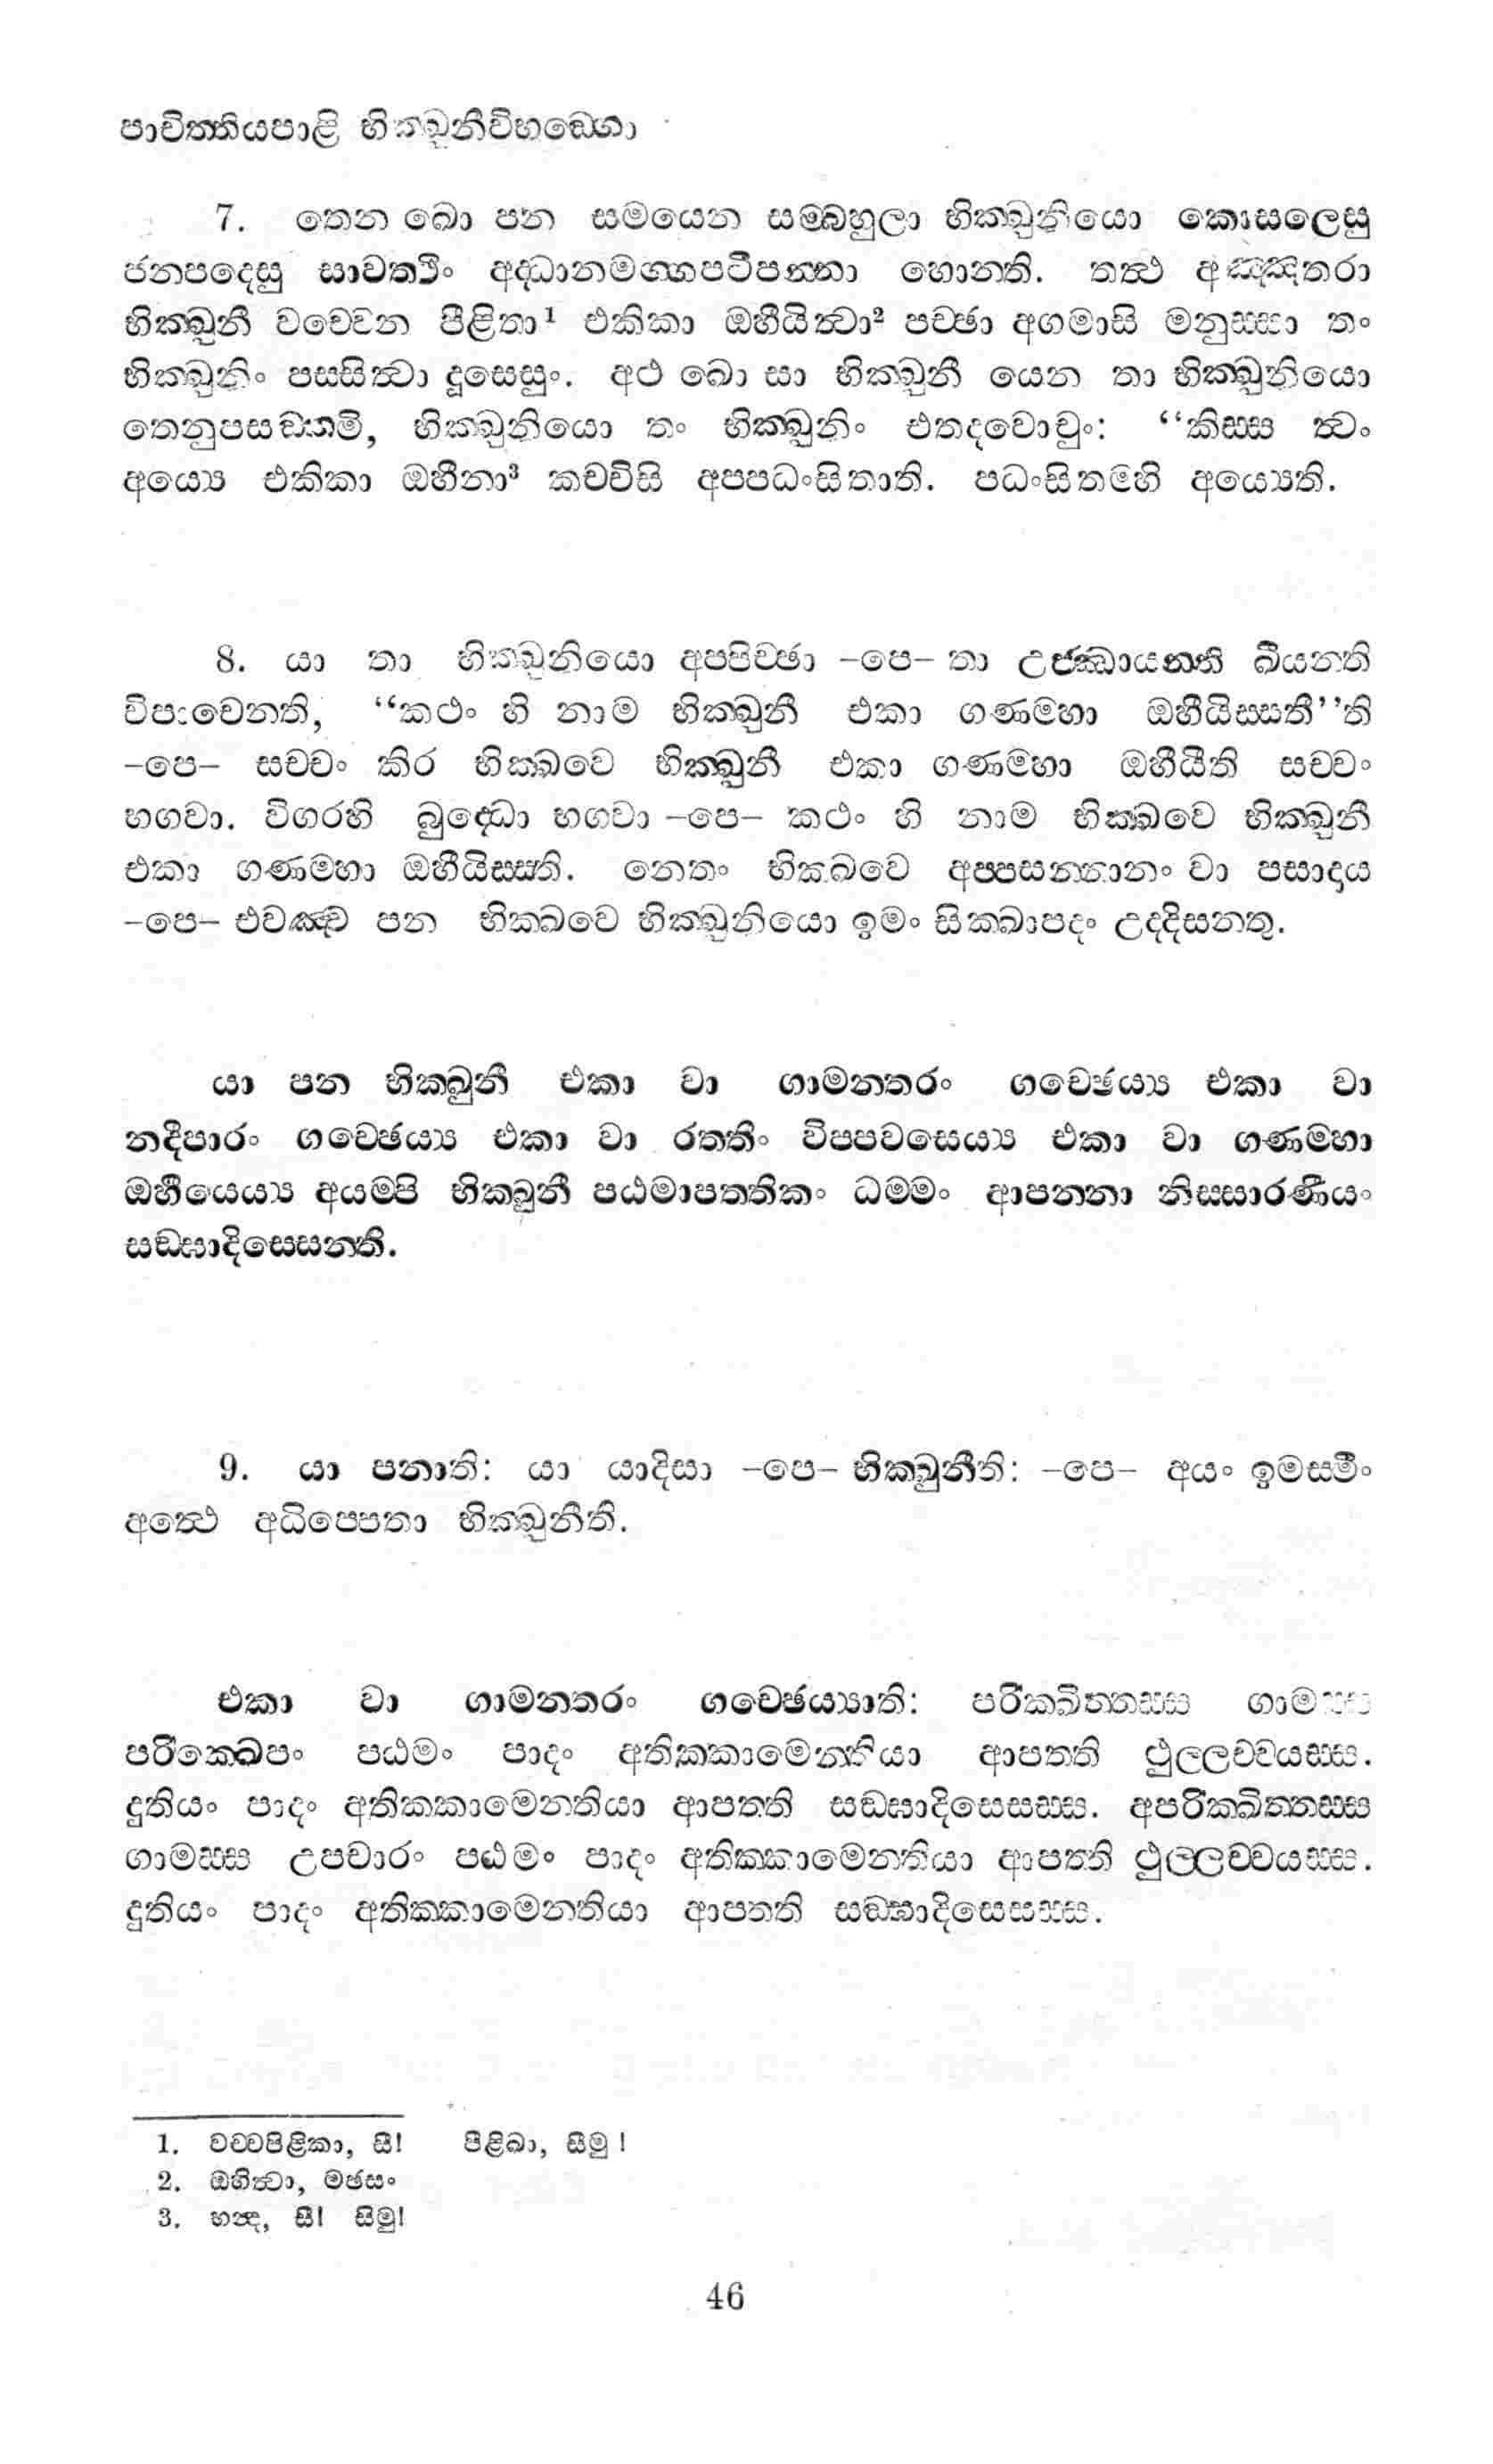 පාචිත්තියපාළි භික්ඛුනීවිභඞ්ගො
7. තෙන ඛො පන සමයෙන සම්බහුලා භික්ඛුනියො කොසලෙසු
ජනපදෙසු සාවත්ථිං අද්ධානමග්ගපටිපන්නා හොන්ති. තත්ථ අඤ්ඤතරා
භික්ඛුනී වච්චෙන පීළිතා¹ එකිකා ඔහීයිත්වා² පච්ඡා අගමාසි මනුස්සා තං
භික්ඛුනිං පස්සිත්වා දූසෙසුං. අථ ඛො සා භික්ඛුනී යෙන තා භික්ඛුනියො
තෙනුපසඞ්කමි, භික්ඛුනියො තං භික්ඛුනිං එතදවොචුං: “කිස්ස ත්වං
අය්‍යෙ එකිකා ඔහීනා³ කච්චිසි අප්පධංසිතාති. පධංසිතම්හි අය්‍යෙති.
8. යා තා භික්ඛුනියො අප්පිච්ඡා –පෙ– තා උජ්ඣායන්ති ඛීයන්ති
විපාචෙන්ති, “කථං හි නාම භික්ඛුනී එකා ගණම්හා ඔහීයිස්සතී”ති
–පෙ– සච්චං කිර භික්ඛවෙ භික්ඛුනී එකා ගණම්හා ඔහීයීති සච්චං
භගවා. විගරහි බුද්ධො භගවා –පෙ– කථං හි නාම භික්ඛවෙ භික්ඛුනී
එකා ගණම්හා ඔහීයිස්සති. නෙතං භික්ඛවෙ අප්පසන්නානං වා පසාදාය
–පෙ– එවඤ්ච පන භික්ඛවෙ භික්ඛුනියො ඉමං සික්ඛාපදං උද්දිසන්තු.
යා පන භික්ඛුනී එකා වා ගාමන්තරං ගච්ඡෙය්‍ය එකා වා
නදීපාරං ගච්ඡෙය්‍ය එකා වා රත්තිං විප්පවසෙය්‍ය එකා වා ගණම්හා
ඔහීයෙය්‍ය අයම්පි භික්ඛුනී පඨමාපත්තිකං ධම්මං ආපන්නා නිස්සාරණීයං
සඞ්ඝාදිසෙසන්ති.
9. යා පනාති: යා යාදිසා –පෙ– භික්ඛුනීති: –පෙ– අයං ඉමස්මිං
අත්ථෙ අධිප්පෙතා භික්ඛුනීති.
එකා වා ගාමන්තරං ගච්ඡෙය්‍යාති: පරික්ඛිත්තස්ස ගාමස්ස
පරික්ඛෙපං පඨමං පාදං අතික්කාමෙන්තියා ආපත්ති ථුල්ලච්චයස්ස.
දුතියං පාදං අතික්කාමෙන්තියා ආපත්ති සඞ්ඝාදිසෙසස්ස. අපරික්ඛිත්තස්ස
ගාමස්ස උපචාරං පඨමං පාදං අතික්කාමෙන්තියා ආපත්ති ථුල්ලච්චයස්ස.
දුතියං පාදං අතික්කාමෙන්තියා ආපත්ති සඞ්ඝාදිසෙසස්ස.
1. වච්චපිළිකා, සී! පීළිඛා, සීමු!
2. ඔහිත්වා, මඡසං
3. හන්ද, සී! සිමු!
46